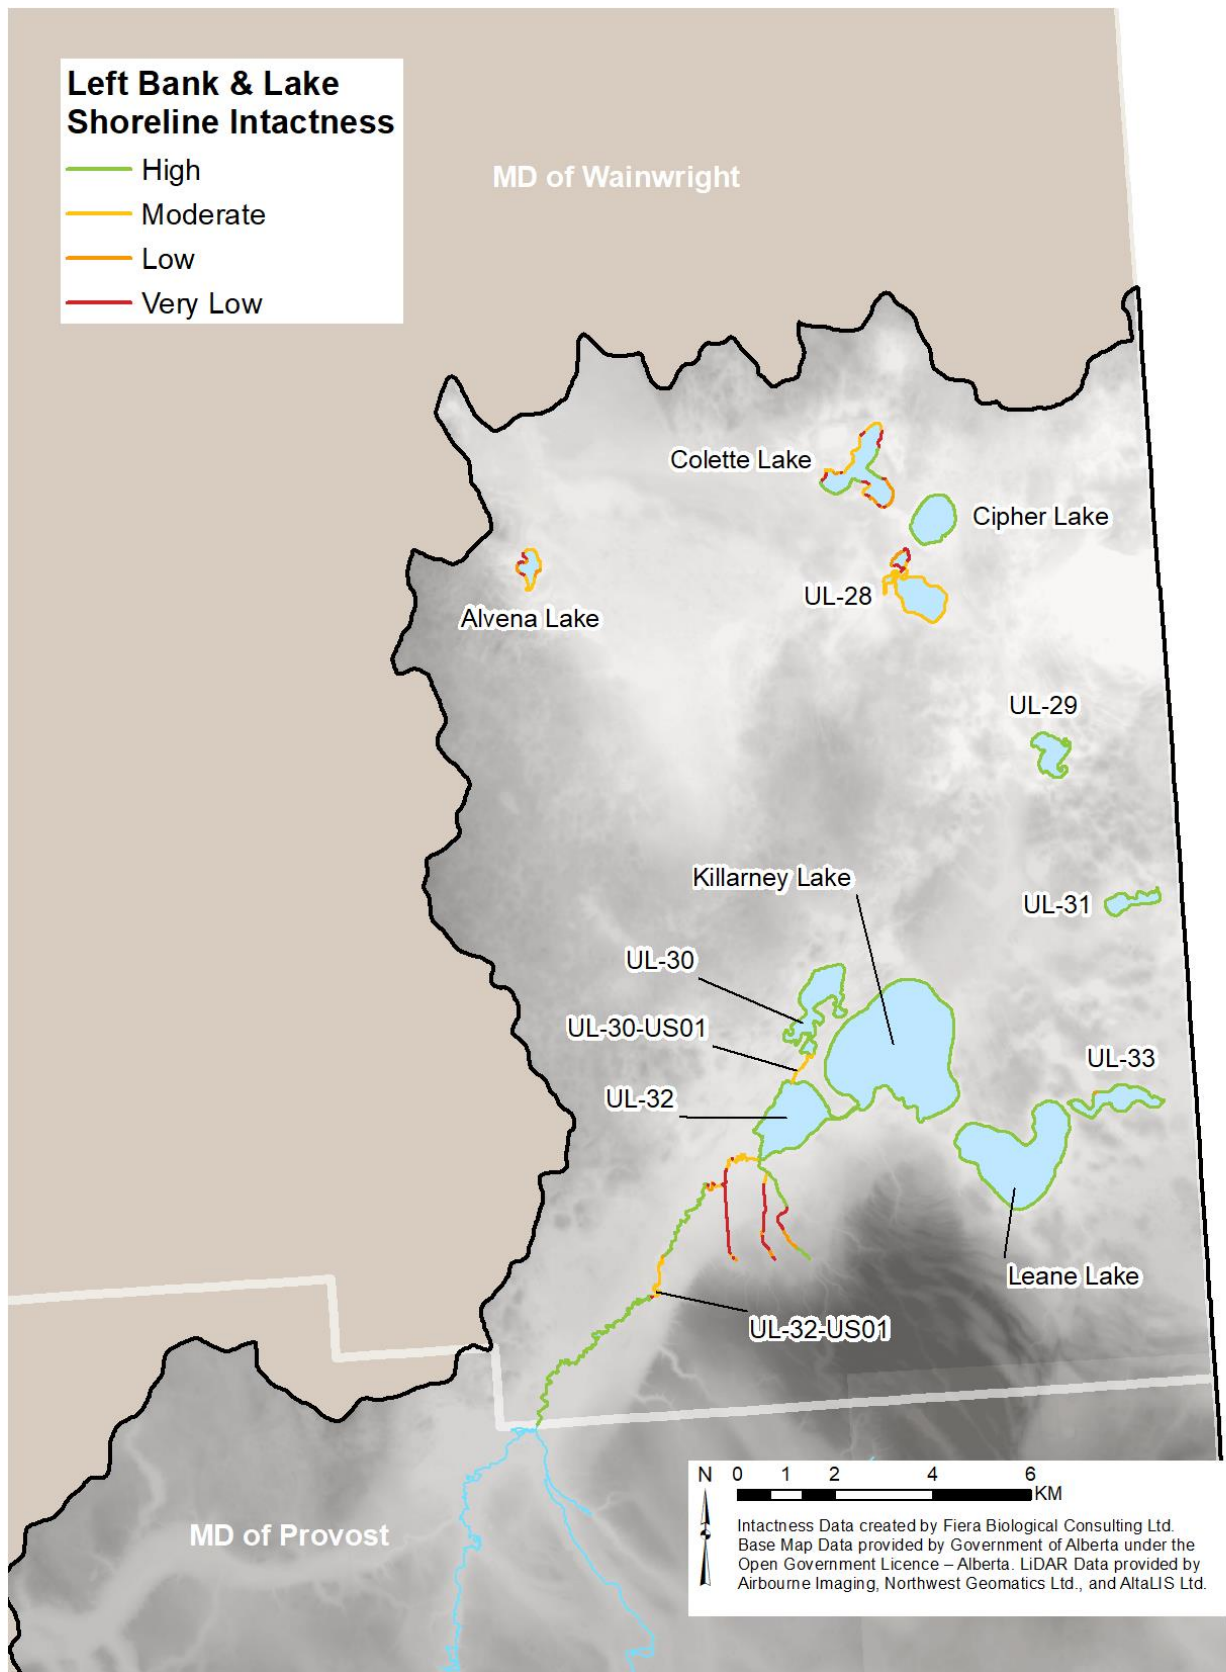 Left Bank & Lake
Shoreline Intactness
High
Moderate
Low
Very Low
MD of Wainwright
Colette Lake
Cipher Lake
UL-28
Alvena Lake
UL-29
Killarney Lake
UL-31
UL-30
UL-30-US01
UL-33
UL-32
Leane Lake
UL-32-US01
MD of Provost
N
0 1 2 4 6
KM
Intactness Data created by Fiera Biological Consulting Ltd.
Base Map Data provided by Government of Alberta under the
Open Government Licence – Alberta. LiDAR Data provided by
Airbourne Imaging, Northwest Geomatics Ltd., and AltaLIS Ltd.